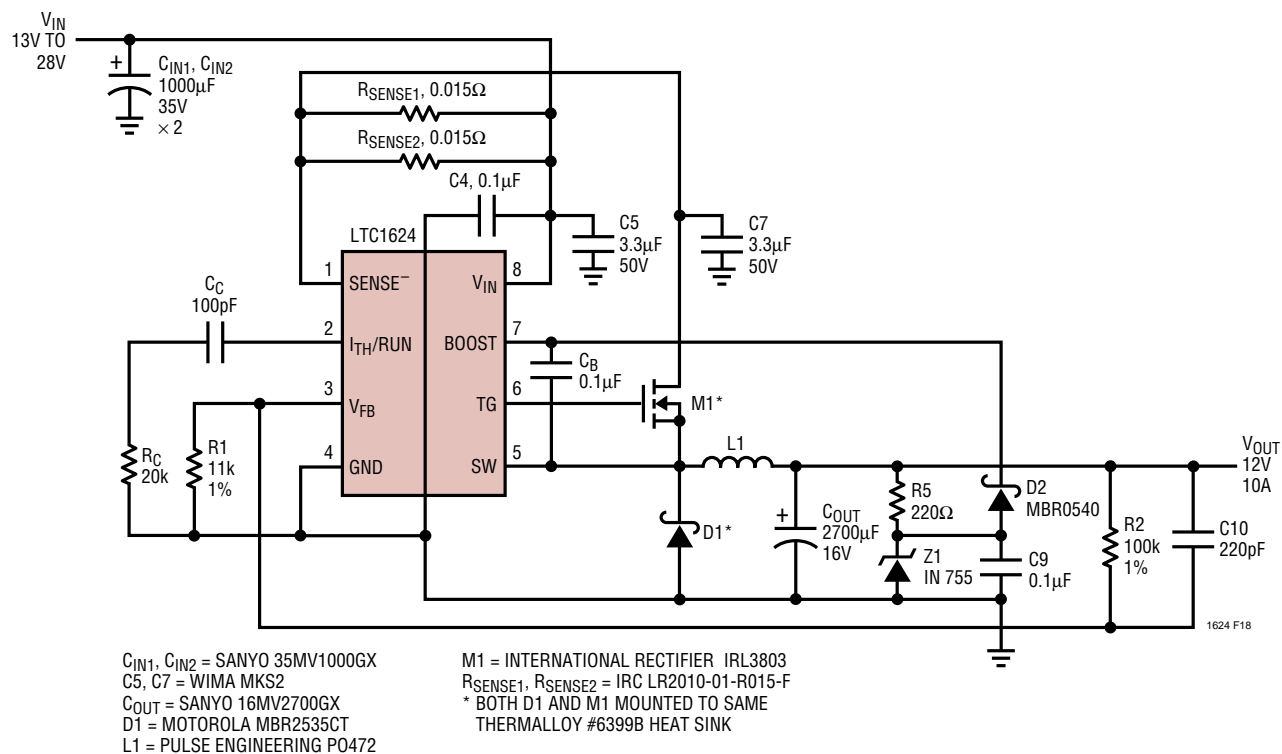 VIN
13V TO
28V
+
CIN1, CIN2
1000µF
35V
× 2
RSENSE1, 0.015Ω
RSENSE2, 0.015Ω
C4, 0.1µF
C5
3.3µF
50V
C7
3.3µF
50V
LTC1624
1
SENSE–
VIN
8
CC
100pF
2
ITH/RUN
BOOST
7
CB
0.1µF
3
VFB
TG
6
M1*
4
GND
SW
5
L1
RC
20k
R1
11k
1%
VOUT
12V
10A
D1*
+
COUT
2700µF
16V
R5
220Ω
Z1
IN 755
D2
MBR0540
C9
0.1µF
R2
100k
1%
C10
220pF
1624 F18
CIN1, CIN2 = SANYO 35MV1000GX
C5, C7 = WIMA MKS2
COUT = SANYO 16MV2700GX
D1 = MOTOROLA MBR2535CT
L1 = PULSE ENGINEERING PO472
M1 = INTERNATIONAL RECTIFIER IRL3803
RSENSE1, RSENSE2 = IRC LR2010-01-R015-F
* BOTH D1 AND M1 MOUNTED TO SAME
THERMALLOY #6399B HEAT SINK